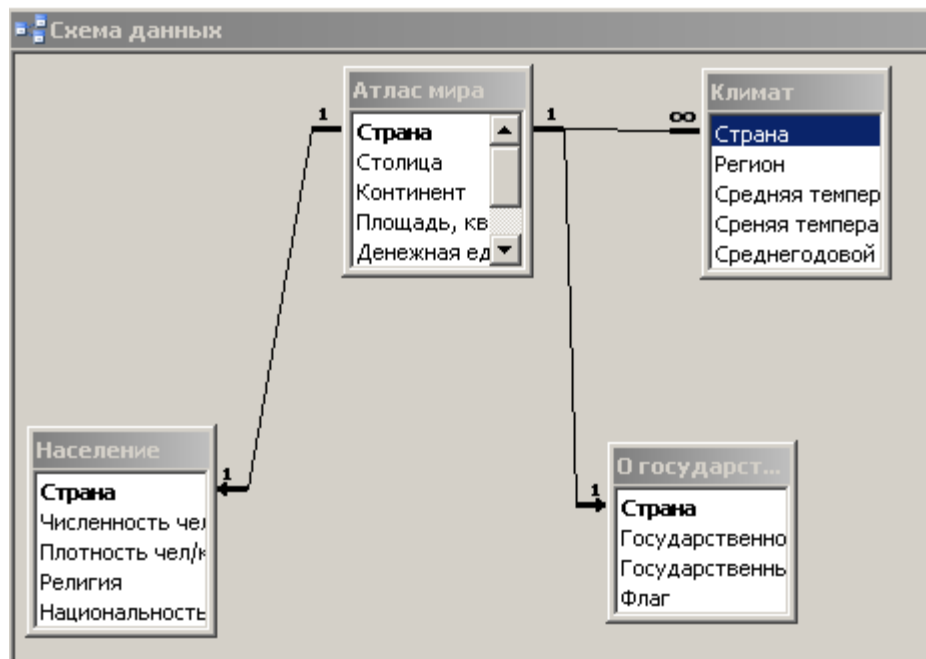 Схема данных
Атлас мира
Страна
Столица
Континент
Площадь, кв
Денежная ед
1
1
∞
Климат
Страна
Регион
Средняя темпер
Среняя темпера
Среднегодовой
Население
Страна
Численность чел
Плотность чел/к
Религия
Национальность
1
1
О государст...
Страна
Государственно
Государственнь
Флаг